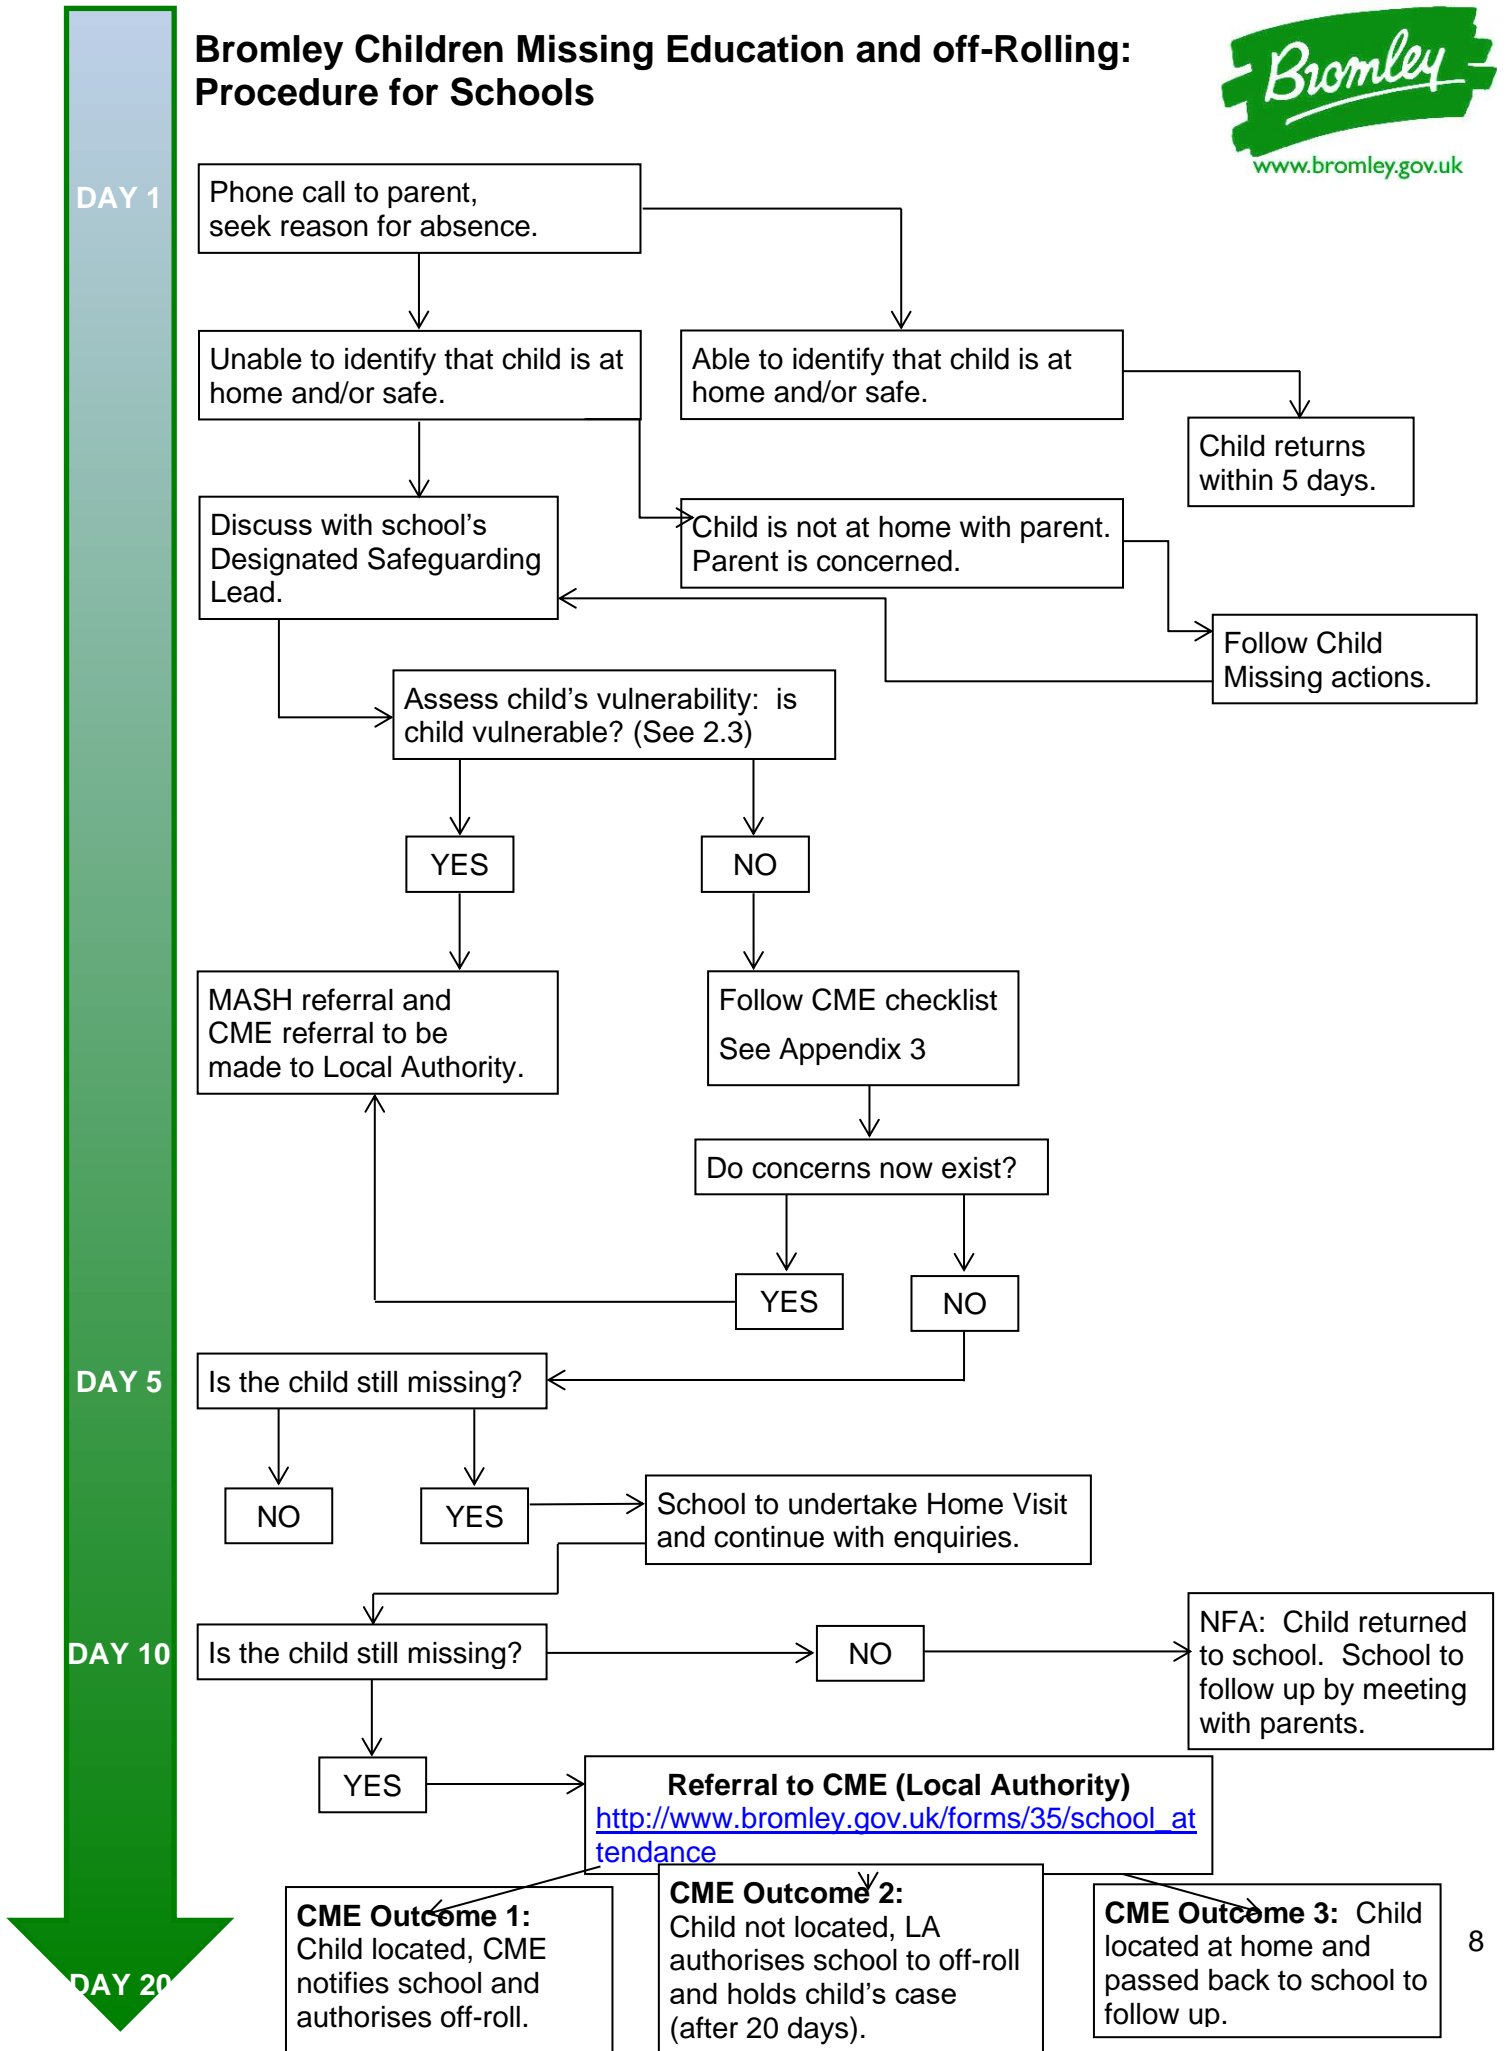 Bromley Children Missing Education and off-Rolling:
Procedure for Schools
Bromley
www.bromley.gov.uk
DAY 1
Phone call to parent,
seek reason for absence.
Unable to identify that child is at
home and/or safe.
Able to identify that child is at
home and/or safe.
Child returns
within 5 days.
Discuss with school’s
Designated Safeguarding
Lead.
Child is not at home with parent.
Parent is concerned.
Follow Child
Missing actions.
Assess child’s vulnerability:  is
child vulnerable? (See 2.3)
YES
NO
MASH referral and
CME referral to be
made to Local Authority.
Follow CME checklist
See Appendix 3
Do concerns now exist?
YES
NO
DAY 5
Is the child still missing?
NO
YES
School to undertake Home Visit
and continue with enquiries.
DAY 10
Is the child still missing?
NO
NFA:  Child returned
to school.  School to
follow up by meeting
with parents.
YES
Referral to CME (Local Authority)
http://www.bromley.gov.uk/forms/35/school_at
tendance
CME Outcome 1:
Child located, CME
notifies school and
authorises off-roll.
CME Outcome 2:
Child not located, LA
authorises school to off-roll
and holds child’s case
(after 20 days).
CME Outcome 3:  Child
located at home and
passed back to school to
follow up.
8
DAY 20